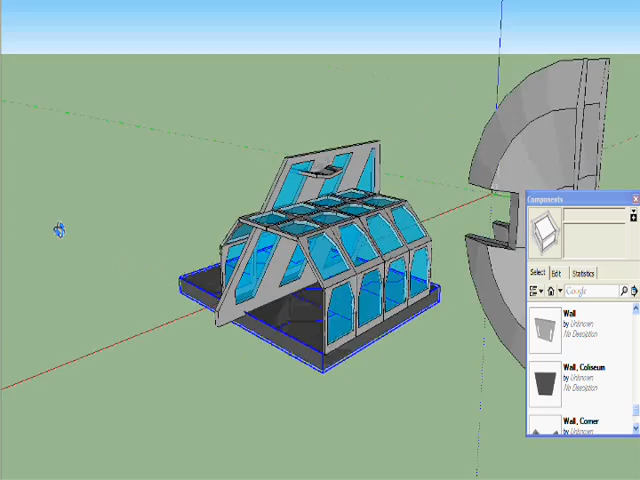 Components
Select Edit Statistics
Google
Wall
by Unknown
No Description
Wall, Coliseum
by Unknown
No Description
Wall, Corner
by Unknown